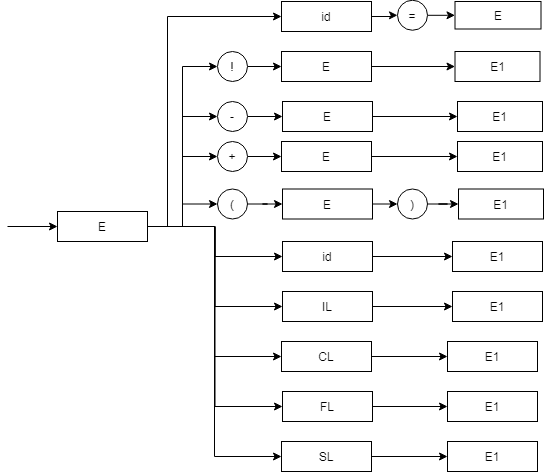 id = E
! E E1
- E E1
+ E E1
( E ) E1
E
id E1
IL E1
CL E1
FL E1
SL E1